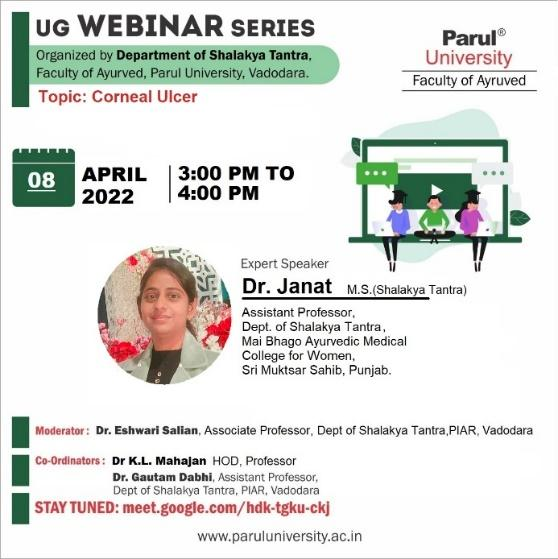 UG WEBINAR SERIES
Organized by Department of Shalakya Tantra,
Faculty of Ayurved, Parul University, Vadodara.
Topic: Corneal Ulcer
Parul®
University
Faculty of Ayruved
08
APRIL
2022
3:00 PM TO
4:00 PM
Expert Speaker
Dr. Janat M.S.(Shalakya Tantra)
Assistant Professor,
Dept. of Shalakya Tantra,
Mai Bhago Ayurvedic Medical
College for Women,
Sri Muktsar Sahib, Punjab.
Moderator : Dr. Eshwari Salian, Associate Professor, Dept of Shalakya Tantra,PIAR, Vadodara
Co-Ordinators : Dr K.L. Mahajan HOD, Professor
Dr. Gautam Dabhi, Assistant Professor,
Dept of Shalakya Tantra, PIAR, Vadodara
STAY TUNED: meet.google.com/hdk-tgku-ckj
www.paruluniversity.ac.in